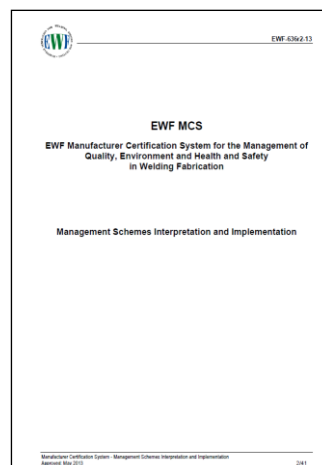 EWF
EWF-636r2-13
EWF MCS
EWF Manufacturer Certification System for the Management of
Quality, Environment and Health and Safety
in Welding Fabrication
Management Schemes Interpretation and Implementation
Manufacturer Certification System - Management Schemes Interpretation and Implementation
Approved: May 2013
2/41